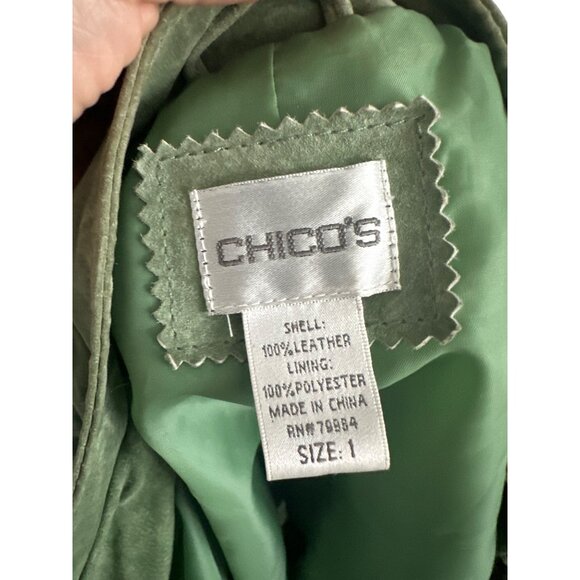 CHICO'S
SHELL:
100%LEATHER
LINING:
100%POLYESTER
MADE IN CHINA
RN#79884
SIZE: 1